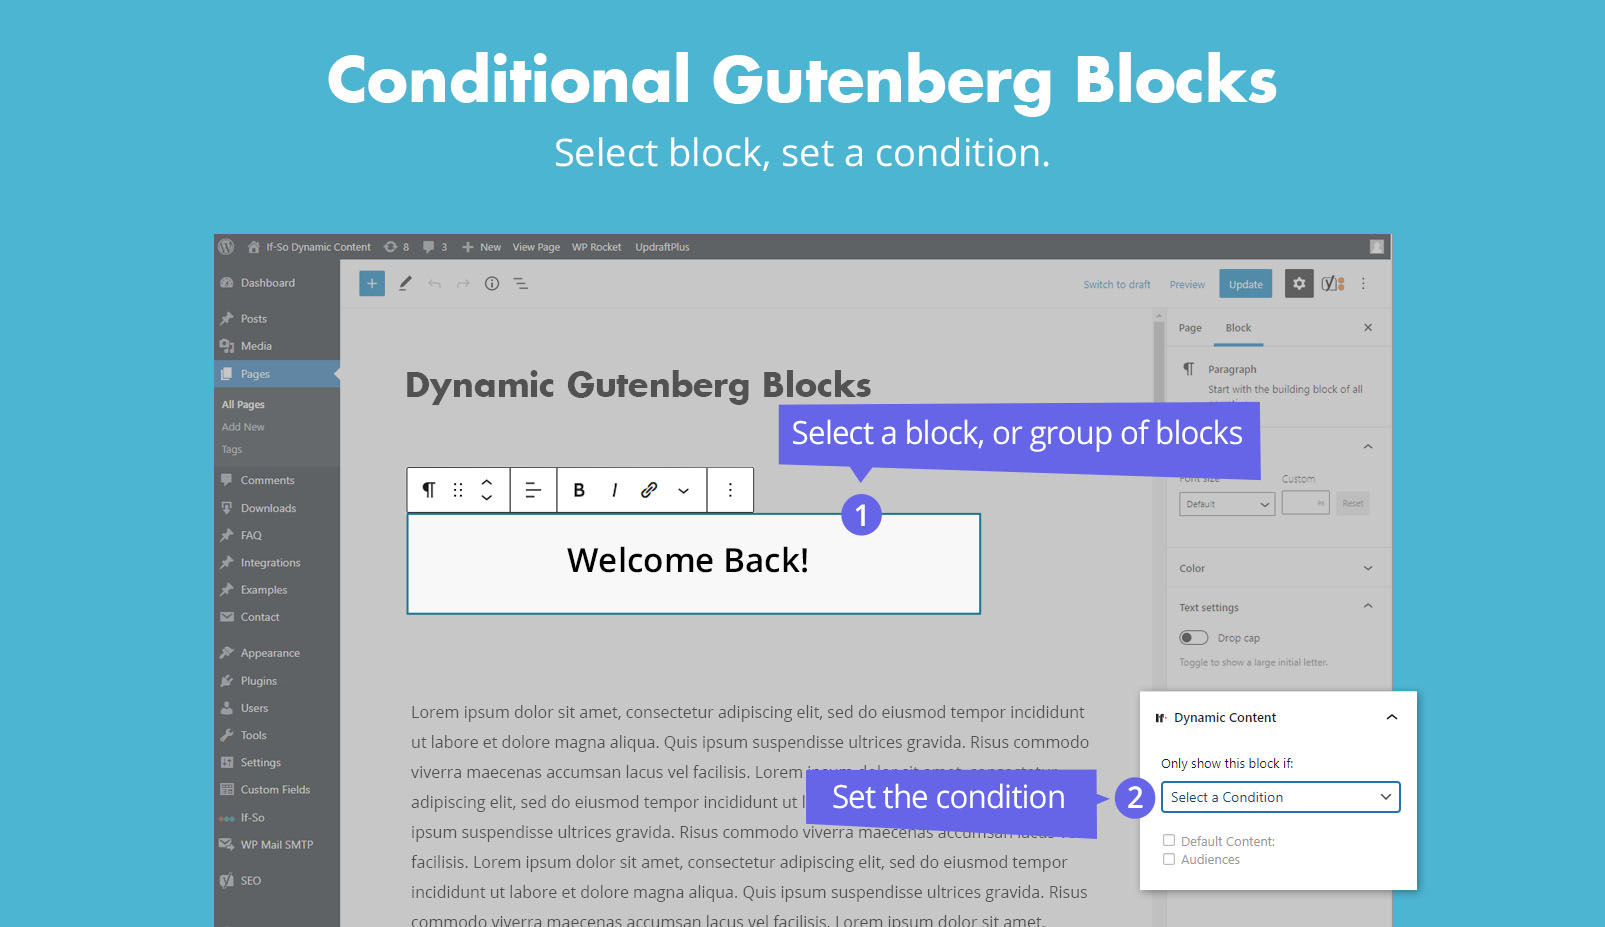 Conditional Gutenberg Blocks
Select block, set a condition.
If-So Dynamic Content 8 3 New View Page WP Rocket UpdraftPlus
Dashboard
Posts
Media
Pages
All Pages
Add New
Tags
Comments
Downloads
FAQ
Integrations
Examples
Contact
Appearance
Plugins
Users
Tools
Settings
Custom Fields
If-So
WP Mail SMTP
SEO
Switch to draft Preview Update
Dynamic Gutenberg Blocks
Select a block, or group of blocks
1
B I
Welcome Back!
Lorem ipsum dolor sit amet, consectetur adipiscing elit, sed do eiusmod tempor incididunt
ut labore et dolore magna aliqua. Quis ipsum suspendisse ultrices gravida. Risus commodo
viverra maecenas accumsan lacus vel facilisis. Lorem ipsum dolor sit amet, consectetur
adipiscing elit, sed do eiusmod tempor incididunt ut l
ipsum suspendisse ultrices gravida. Risus commodo viverra maecenas accumsan lacus
facilisis. Lorem ipsum dolor sit amet, consectetur adipiscing elit, sed do eiusmod tempor
incididunt ut labore et dolore magna aliqua. Quis ipsum suspendisse ultrices gravida. Risus
commodo viverra maecenas accumsan lacus vel facilisis. Lorem ipsum dolor sit amet,
Set the condition
2
Page Block
Paragraph
Start with the building block of all
Font size Custom
Default PX Reset
Color
Text settings
Drop cap
Toggle to show a large initial letter.
If Dynamic Content
Only show this block if:
Select a Condition
Default Content:
Audiences